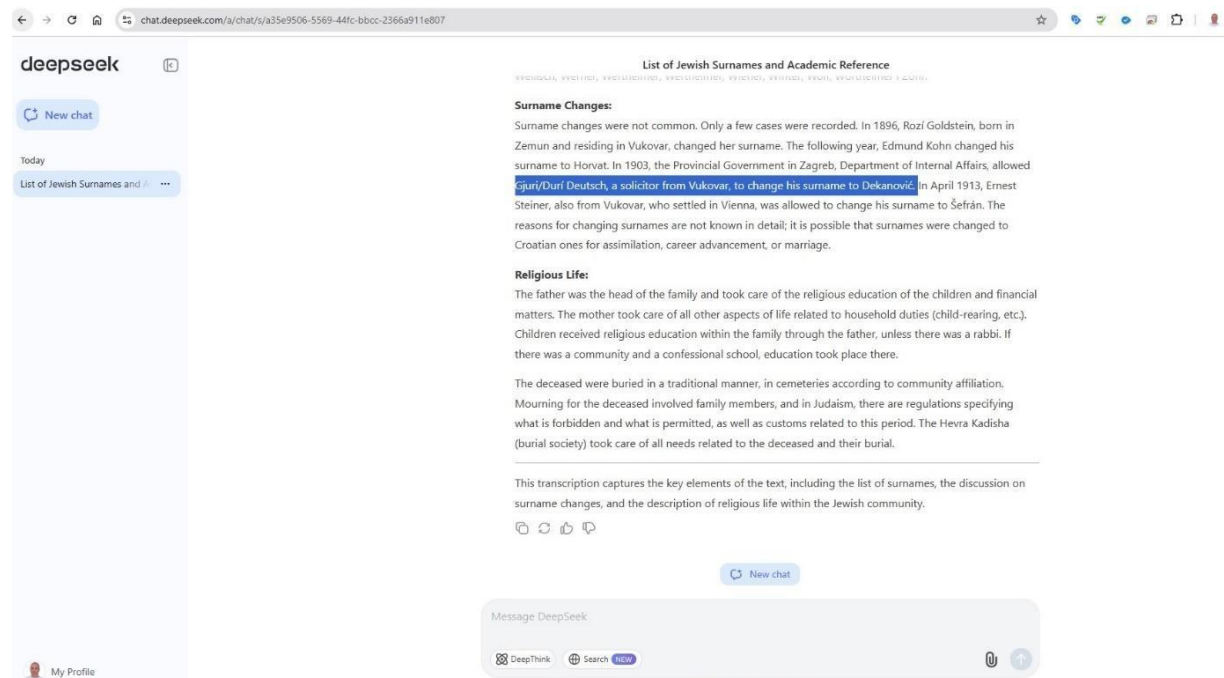 chat.deepseek.com/a/chat/s/a35e9506-5569-44fc-bbcc-2366a911e807
deepseek
New chat
Today
List of Jewish Surnames and A
My Profile
List of Jewish Surnames and Academic Reference
Surname Changes:
Surname changes were not common. Only a few cases were recorded. In 1896, Rozí Goldstein, born in
Zemun and residing in Vukovar, changed her surname. The following year, Edmund Kohn changed his
surname to Horvat. In 1903, the Provincial Government in Zagreb, Department of Internal Affairs, allowed
Gjuri/Durí Deutsch, a solicitor from Vukovar, to change his surname to Dekanović. In April 1913, Ernest
Steiner, also from Vukovar, who settled in Vienna, was allowed to change his surname to Šefrán. The
reasons for changing surnames are not known in detail; it is possible that surnames were changed to
Croatian ones for assimilation, career advancement, or marriage.
Religious Life:
The father was the head of the family and took care of the religious education of the children and financial
matters. The mother took care of all other aspects of life related to household duties (child-rearing, etc.).
Children received religious education within the family through the father, unless there was a rabbi. If
there was a community and a confessional school, education took place there.
The deceased were buried in a traditional manner, in cemeteries according to community affiliation.
Mourning for the deceased involved family members, and in Judaism, there are regulations specifying
what is forbidden and what is permitted, as well as customs related to this period. The Hevra Kadisha
(burial society) took care of all needs related to the deceased and their burial.
This transcription captures the key elements of the text, including the list of surnames, the discussion on
surname changes, and the description of religious life within the Jewish community.
New chat
Message DeepSeek
DeepThink Search NEW